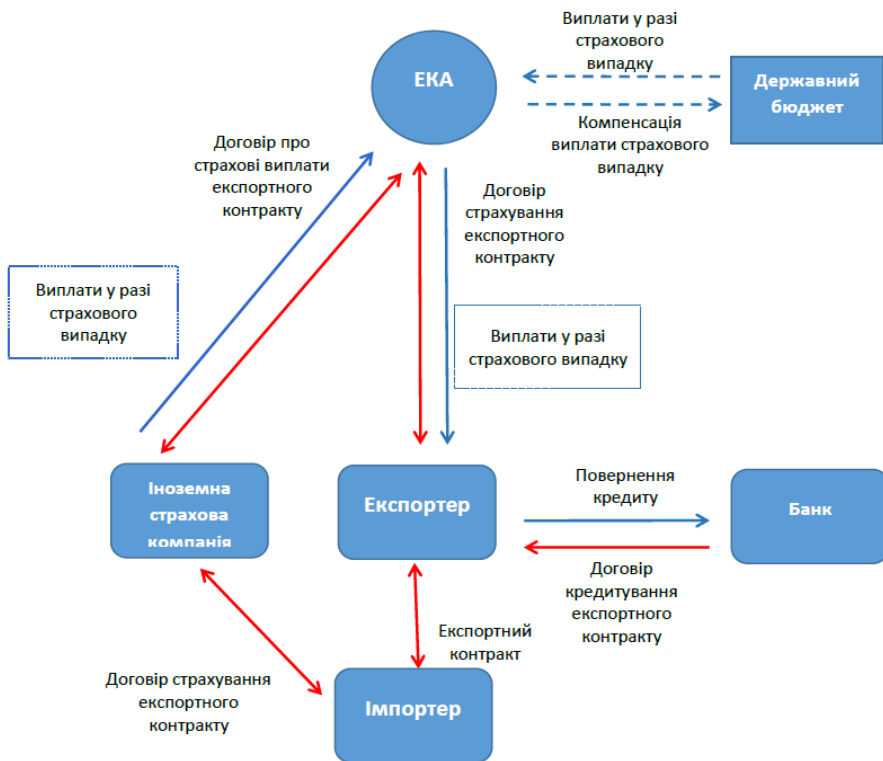 Виплати у разі
страхового
випадку
ЕКА
Державний
бюджет
Компенсація
виплати страхового
випадку
Договір про
страхові виплати
експортного
контракту
Договір
страхування
експортного
контракту
Виплати у разі
страхового
випадку
Виплати у разі
страхового випадку
Іноземна
страхова
компанія
Експортер
Повернення
кредиту
Банк
Договір
кредитування
експортного
контракту
Експортний
контракт
Договір страхування
експортного
контракту
Імпортер